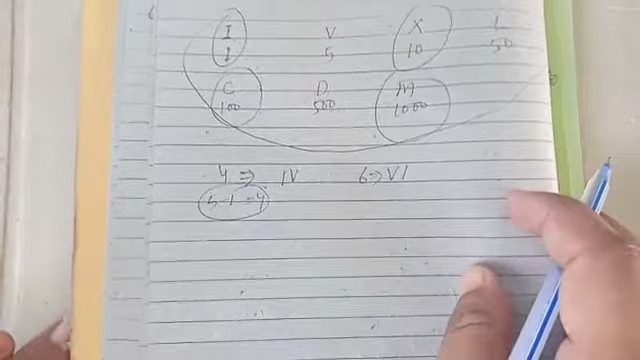 I V X L
1 5 10 50
C D M
100 500 1000
4 ⇒ IV 6 ⇒ VI
5-1 = 4